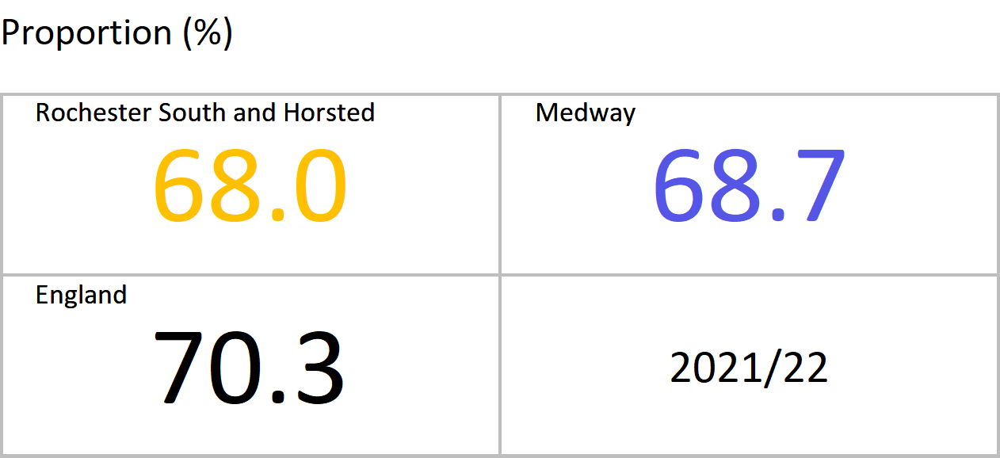 Proportion (%)
Rochester South and Horsted
68.0
Medway
68.7
England
70.3
2021/22